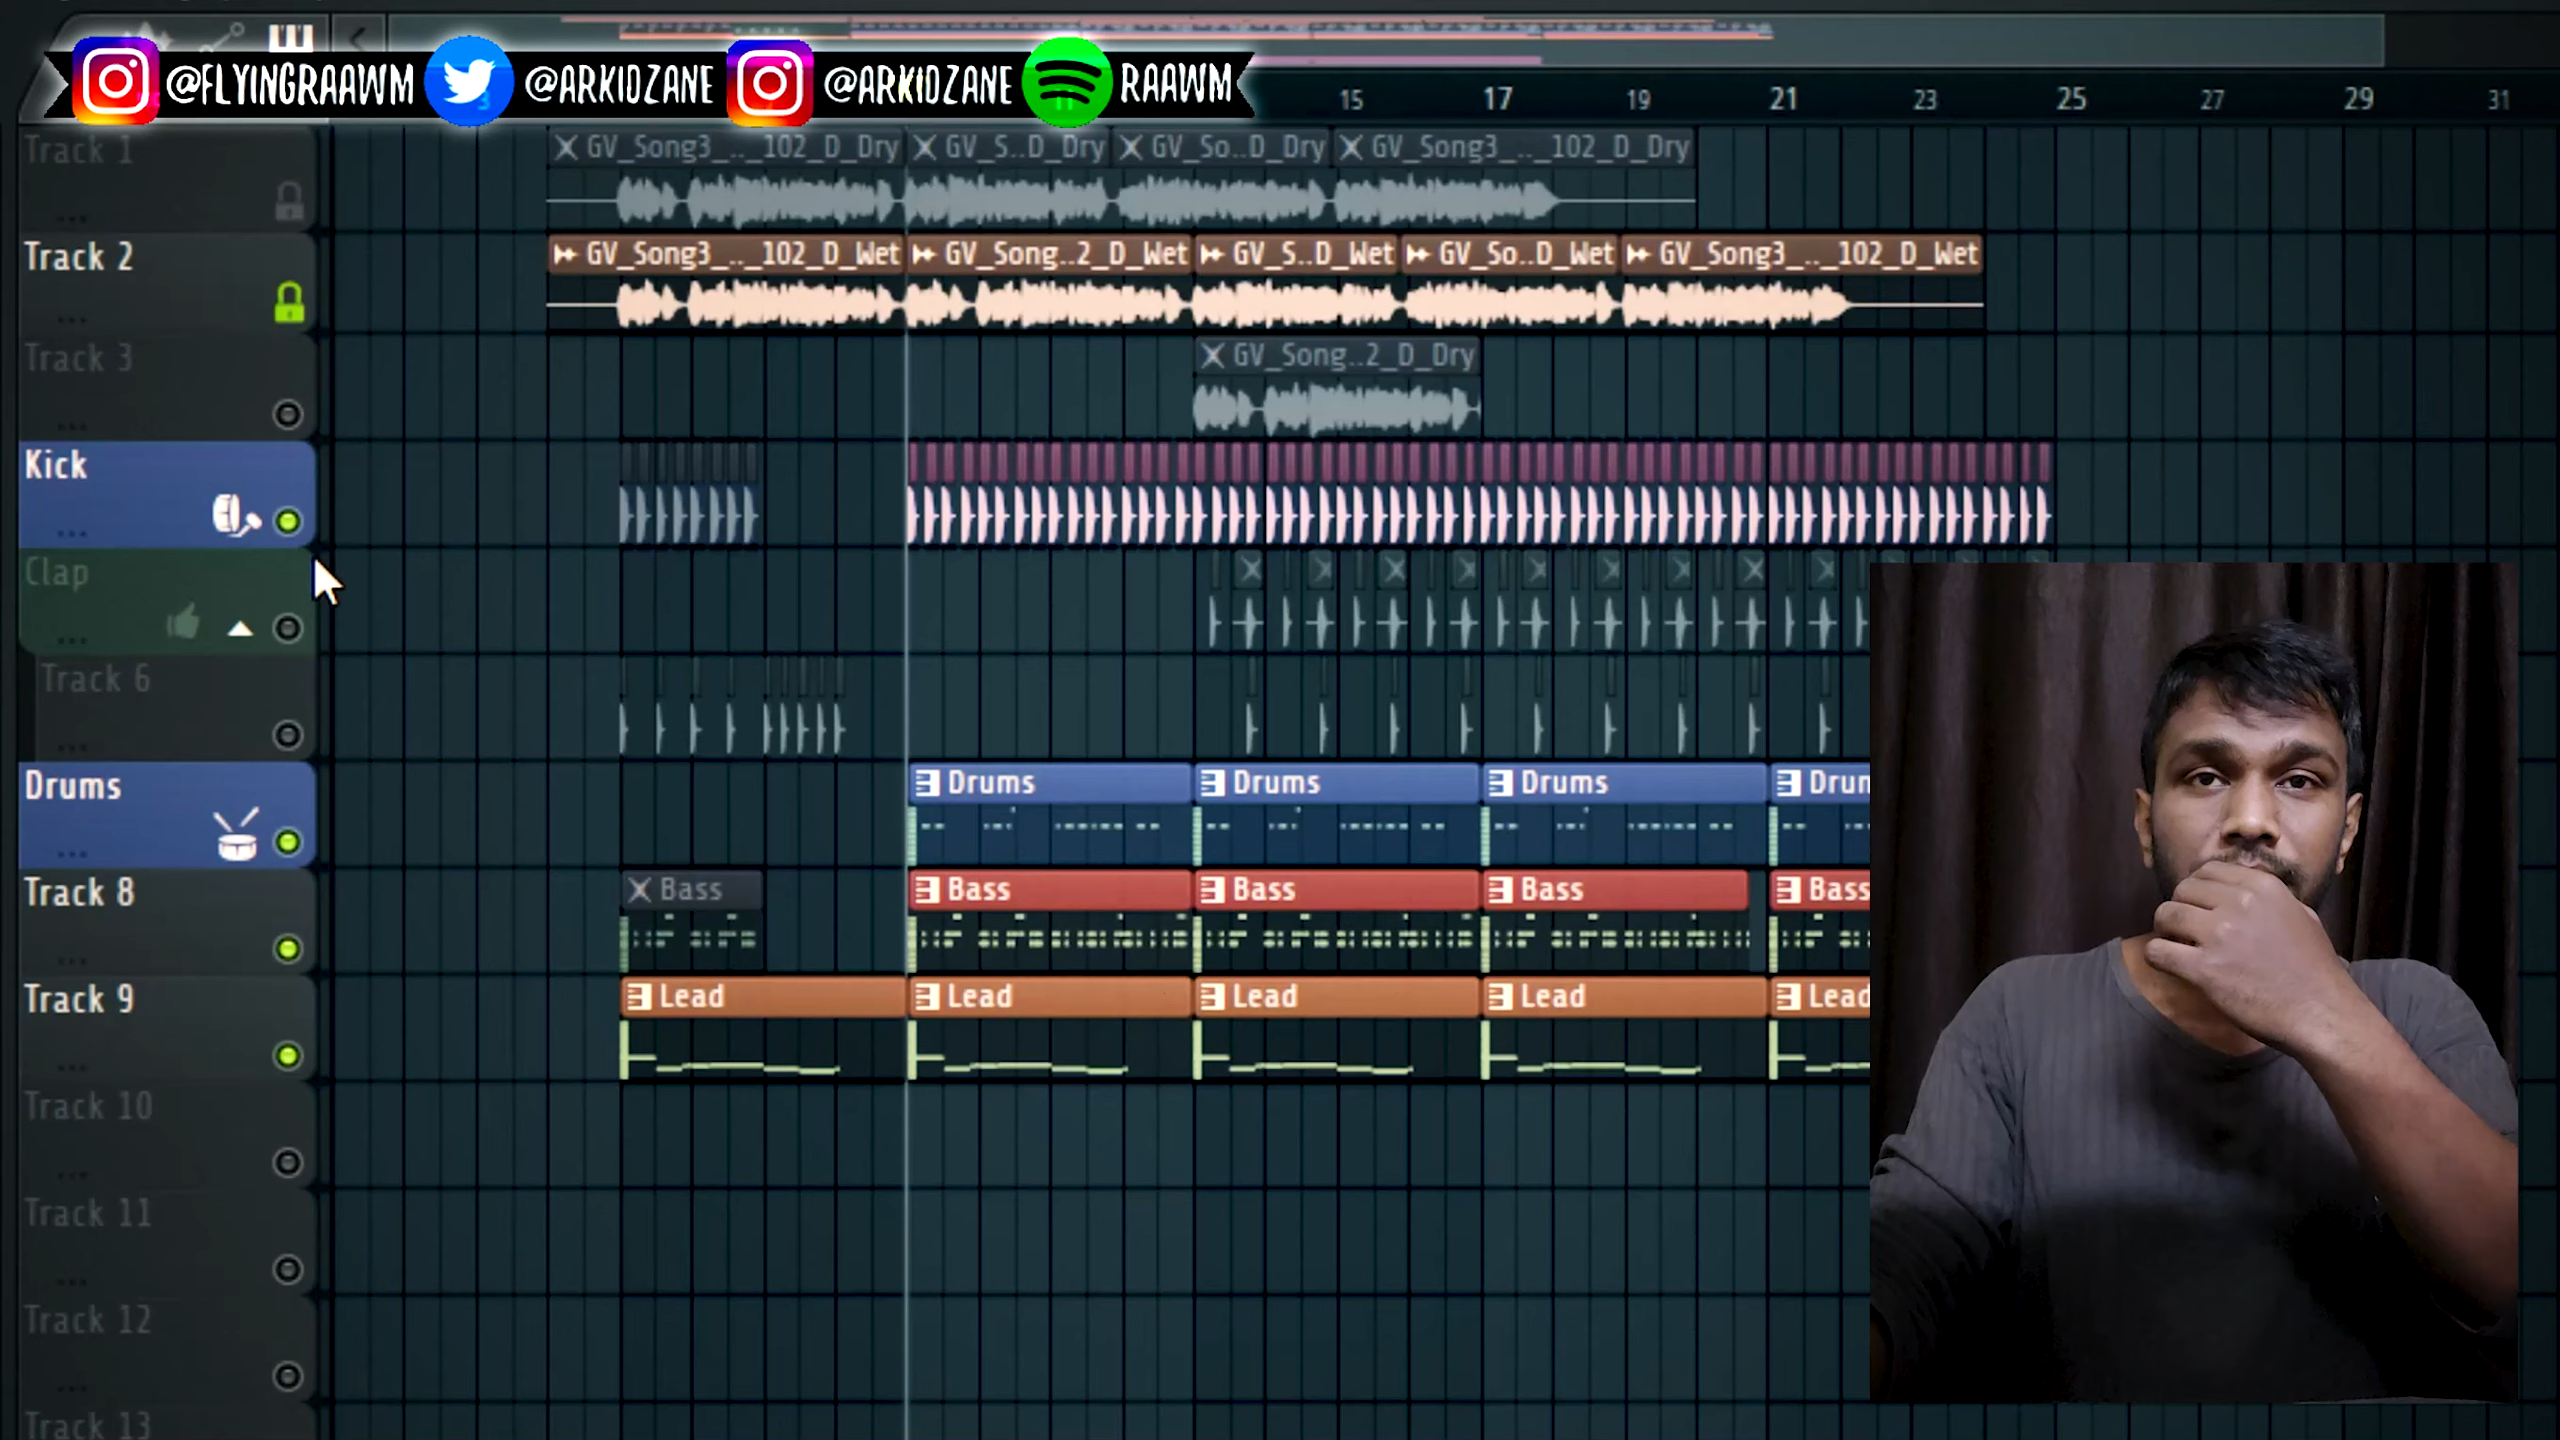 @FLYINGRAAWM @ARKIDZANE @ARKIDZANE RAAWM
15 17 19 21 23 25 27 29 31
Track 1
GV_Song3_.._102_D_Dry GV_S..D_Dry GV_So..D_Dry GV_Song3_.._102_D_Dry
Track 2
GV_Song3_.._102_D_Wet GV_Song..2_D_Wet GV_S..D_Wet GV_So..D_Wet GV_Song3_.._102_D_Wet
Track 3
GV_Song..2_D_Dry
Kick
Clap
Track 6
Drums
Drums Drums Drums Drum
Track 8
Bass Bass Bass Bass Bass
Track 9
Lead Lead Lead Lead Lead
Track 10
Track 11
Track 12
Track 13